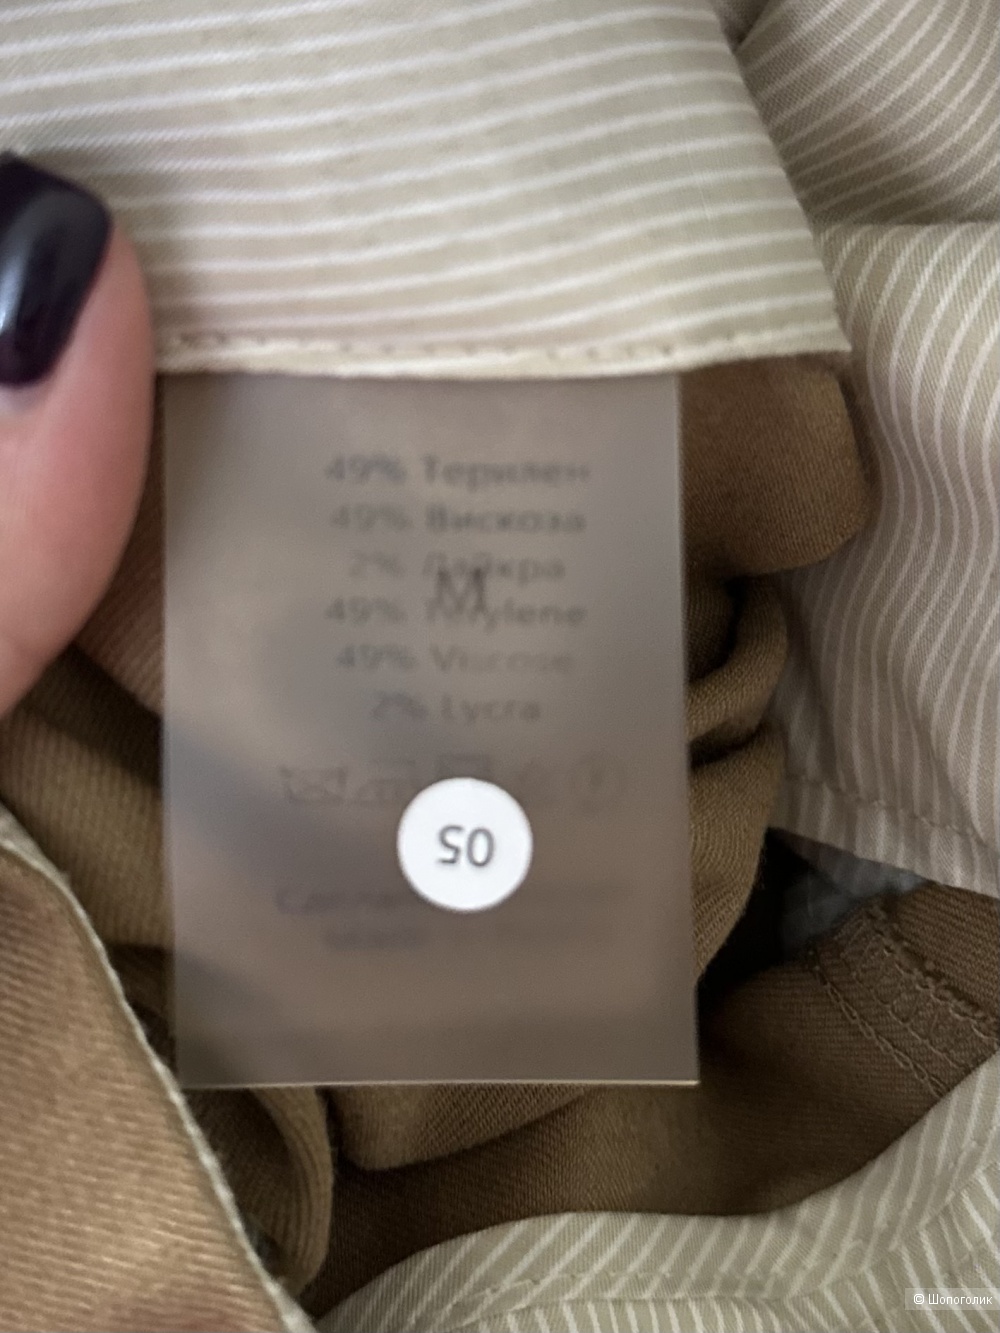 49% Терилен
49% Вискоза
2% Лайкра
M
49% Terylene
49% Viscose
2% Lycra
05
© Шопоголик